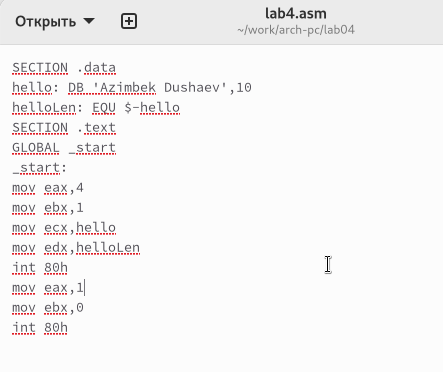 Открыть
lab4.asm
~/work/arch-pc/lab04
SECTION .data
hello: DB 'Azimbek Dushaev',10
helloLen: EQU $-hello
SECTION .text
GLOBAL _start
_start:
mov eax,4
mov ebx,1
mov ecx,hello
mov edx,helloLen
int 80h
mov eax,1
mov ebx,0
int 80h